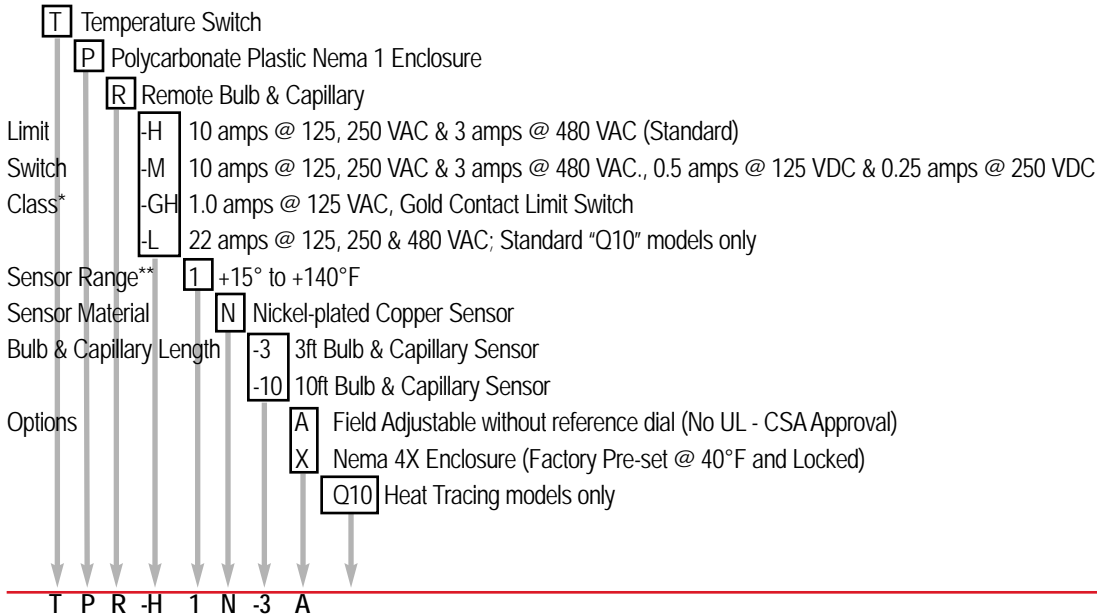 T Temperature Switch
P Polycarbonate Plastic Nema 1 Enclosure
R Remote Bulb & Capillary
Limit -H 10 amps @ 125, 250 VAC & 3 amps @ 480 VAC (Standard)
Switch -M 10 amps @ 125, 250 VAC & 3 amps @ 480 VAC., 0.5 amps @ 125 VDC & 0.25 amps @ 250 VDC
Class* -GH 1.0 amps @ 125 VAC, Gold Contact Limit Switch
-L 22 amps @ 125, 250 & 480 VAC; Standard “Q10” models only
Sensor Range** 1 +15° to +140°F
Sensor Material N Nickel-plated Copper Sensor
Bulb & Capillary Length -3 3ft Bulb & Capillary Sensor
-10 10ft Bulb & Capillary Sensor
Options A Field Adjustable without reference dial (No UL - CSA Approval)
X Nema 4X Enclosure (Factory Pre-set @ 40°F and Locked)
Q10 Heat Tracing models only
T P R -H 1 N -3 A